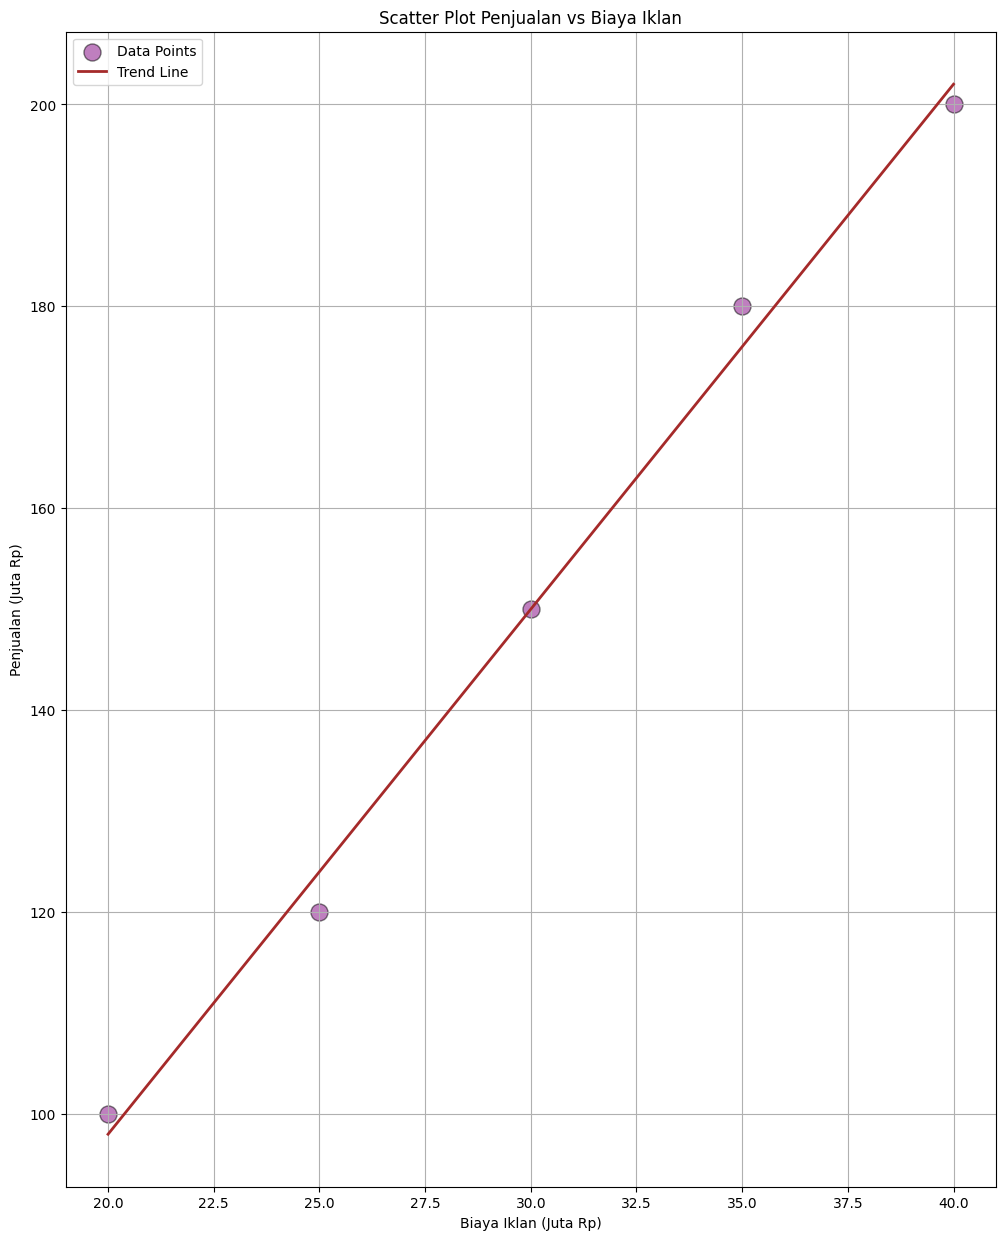 Scatter Plot Penjualan vs Biaya Iklan
Data Points
Trend Line
200
180
160
140
120
100
Penjualan (Juta Rp)
20.0 22.5 25.0 27.5 30.0 32.5 35.0 37.5 40.0
Biaya Iklan (Juta Rp)